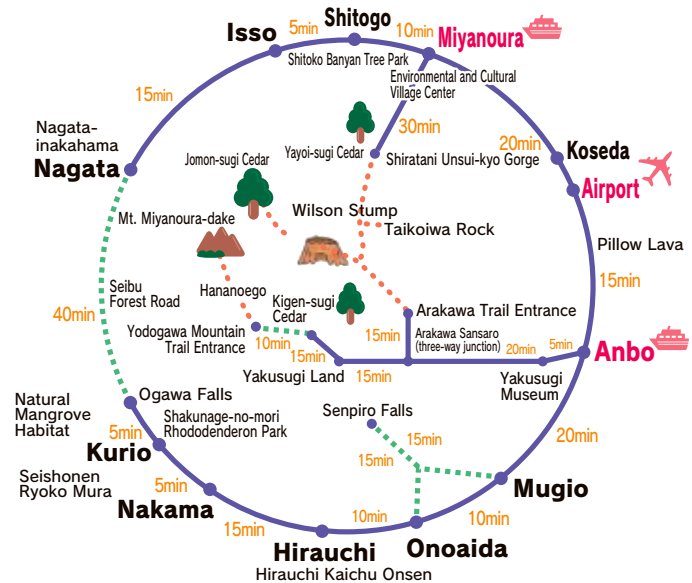 Shitogo
5min
10min
Isso
Miyanoura
Shitoko Banyan Tree Park
Environmental and Cultural
Village Center
15min
30min
Nagata-
inakahama
Nagata
Jomon-sugi Cedar
Yayoi-sugi Cedar
Shiratani Unsui-kyo Gorge
20min
Koseda
Airport
Mt. Miyanoura-dake
Wilson Stump
Taikoiwa Rock
Pillow Lava
15min
Seibu
Forest Road
40min
Hananoego
Kigen-sugi
Cedar
Arakawa Trail Entrance
Yodogawa Mountain
Trail Entrance
10min
15min
15min
Arakawa Sansaro
(three-way junction)
20min
5min
Anbo
Yakusugi Land
15min
Yakusugi
Museum
Natural
Mangrove
Habitat
Ogawa Falls
Shakunage-no-mori
Rhododenderon Park
Senpiro Falls
5min
Kurio
15min
15min
20min
Seishonen
Ryoko Mura
5min
Nakama
Mugio
15min
10min
10min
Hirauchi
Onoaida
Hirauchi Kaichu Onsen